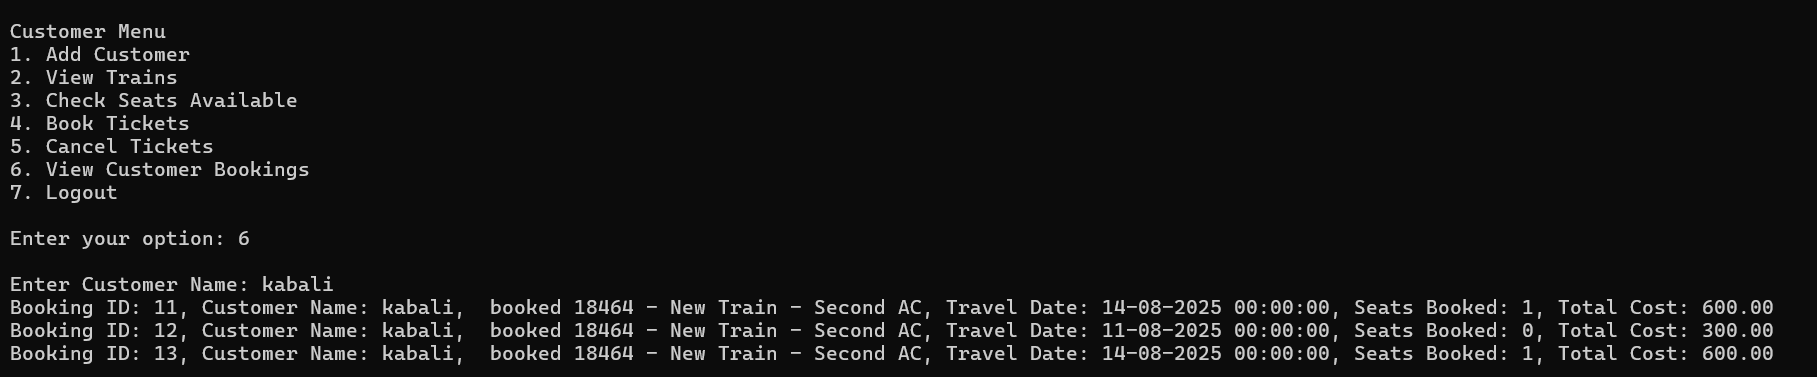 Customer Menu
1. Add Customer
2. View Trains
3. Check Seats Available
4. Book Tickets
5. Cancel Tickets
6. View Customer Bookings
7. Logout
Enter your option: 6
Enter Customer Name: kabali
Booking ID: 11, Customer Name: kabali,  booked 18464 - New Train - Second AC, Travel Date: 14-08-2025 00:00:00, Seats Booked: 1, Total Cost: 600.00
Booking ID: 12, Customer Name: kabali,  booked 18464 - New Train - Second AC, Travel Date: 11-08-2025 00:00:00, Seats Booked: 0, Total Cost: 300.00
Booking ID: 13, Customer Name: kabali,  booked 18464 - New Train - Second AC, Travel Date: 14-08-2025 00:00:00, Seats Booked: 1, Total Cost: 600.00